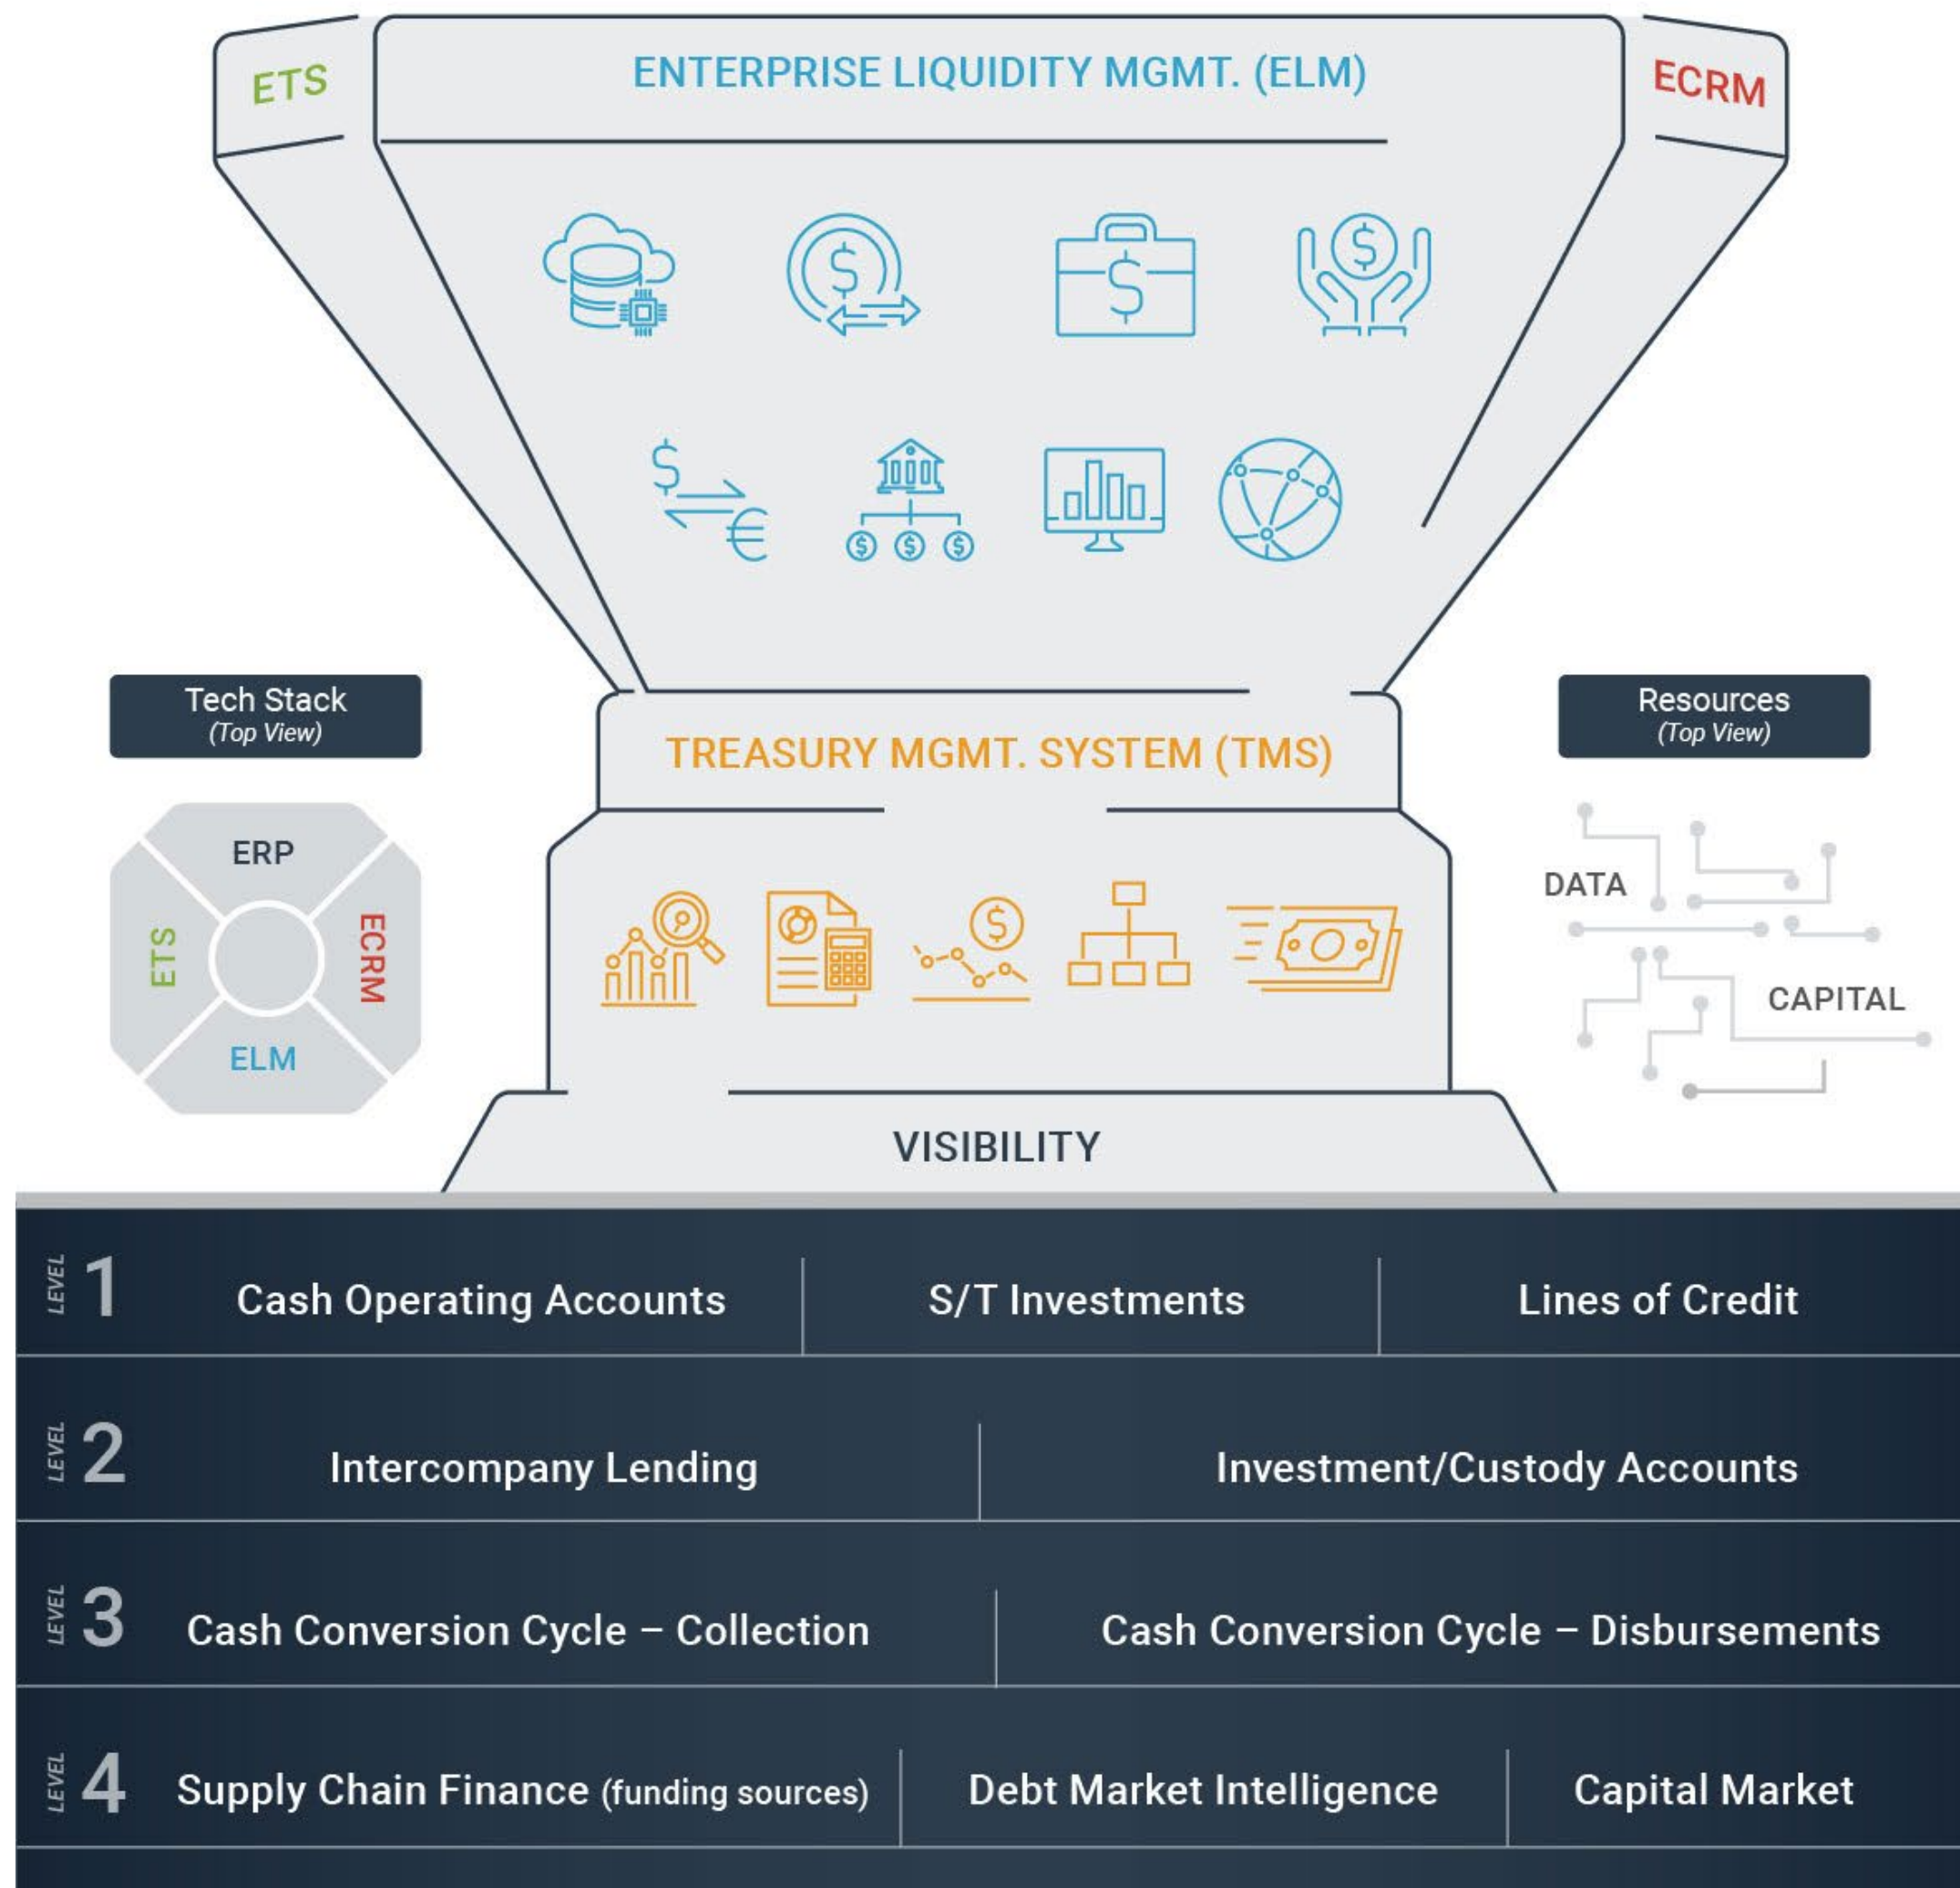 ETS
ENTERPRISE LIQUIDITY MGMT. (ELM)
ECRM
$
$
$
$
€
$ $ $
Tech Stack
(Top View)
TREASURY MGMT. SYSTEM (TMS)
Resources
(Top View)
ERP
ETS
ECRM
ELM
$
DATA
CAPITAL
VISIBILITY
LEVEL 1
Cash Operating Accounts
S/T Investments
Lines of Credit
LEVEL 2
Intercompany Lending
Investment/Custody Accounts
LEVEL 3
Cash Conversion Cycle – Collection
Cash Conversion Cycle – Disbursements
LEVEL 4
Supply Chain Finance (funding sources)
Debt Market Intelligence
Capital Market